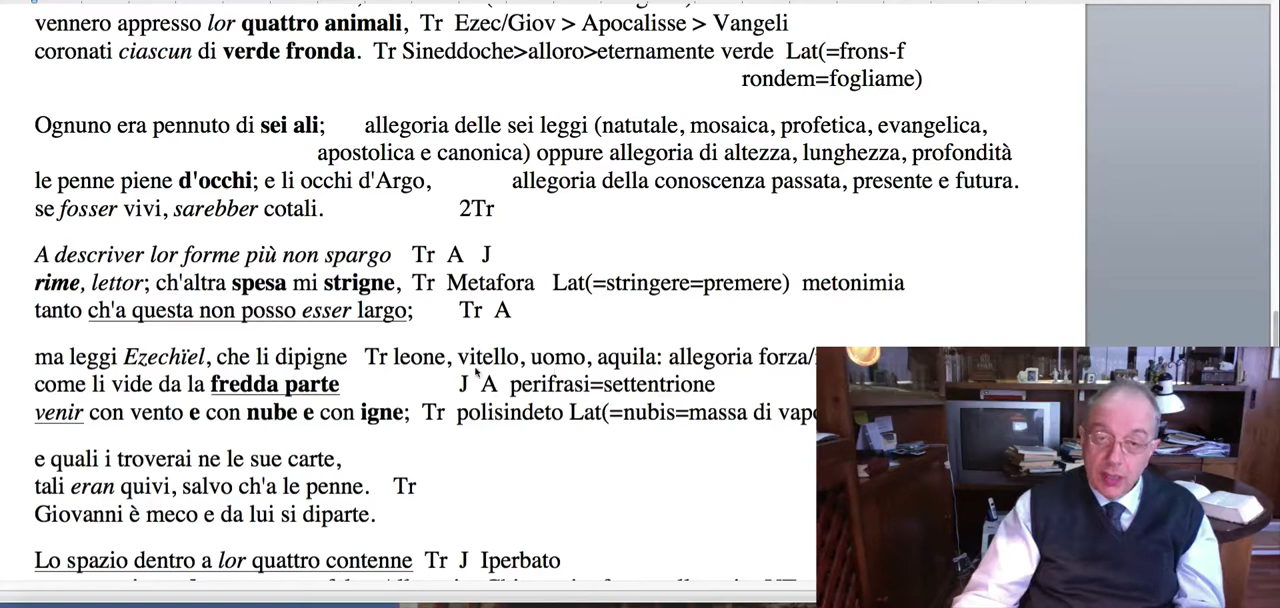 vennero appresso lor quattro animali, Tr Ezec/Giov > Apocalisse > Vangeli
coronati ciascun di verde fronda. Tr Sineddoche>alloro>eternamente verde Lat(=frons-f
rondem=fogliame)
Ognuno era pennuto di sei ali; allegoria delle sei leggi (natutale, mosaica, profetica, evangelica,
apostolica e canonica) oppure allegoria di altezza, lunghezza, profondità
le penne piene d'occhi; e li occhi d'Argo, allegoria della conoscenza passata, presente e futura.
se fosser vivi, sarebber cotali. 2Tr
A descriver lor forme più non spargo Tr A J
rime, lettor; ch'altra spesa mi strigne, Tr Metafora Lat(=stringere=premere) metonimia
tanto ch'a questa non posso esser largo; Tr A
ma leggi Ezechïel, che li dipigne Tr leone, vitello, uomo, aquila: allegoria forza/
come li vide da la fredda parte J A perifrasi=settentrione
venir con vento e con nube e con igne; Tr polisindeto Lat(=nubis=massa di vapo
e quali i troverai ne le sue carte,
tali eran quivi, salvo ch'a le penne. Tr
Giovanni è meco e da lui si diparte.
Lo spazio dentro a lor quattro contenne Tr J Iperbato